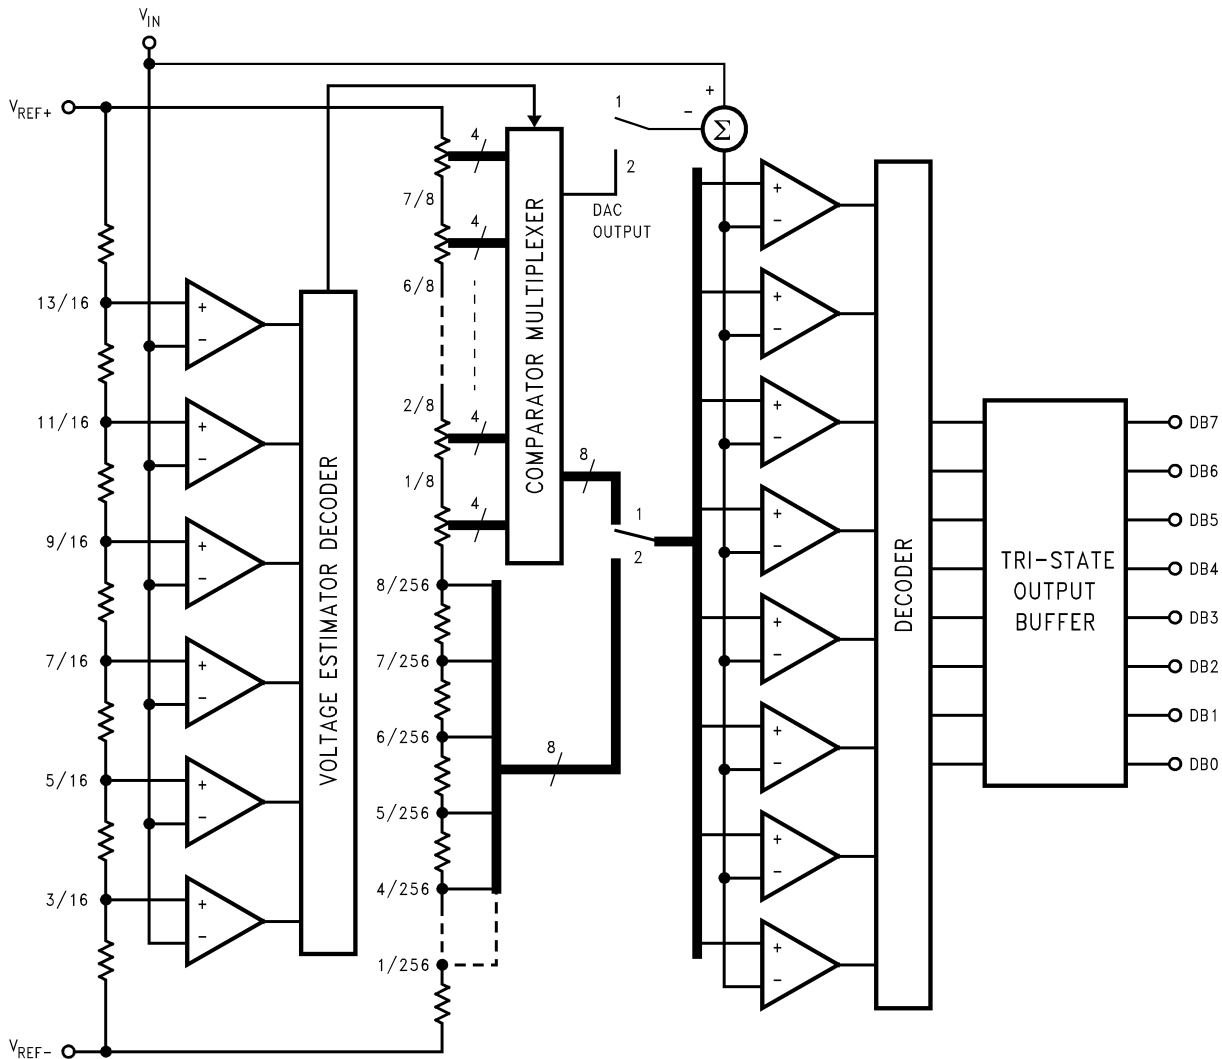 V_IN
V_REF+
13/16
11/16
9/16
7/16
5/16
3/16
V_REF−
+
−
+
−
+
−
+
−
+
−
+
−
VOLTAGE ESTIMATOR DECODER
4
7/8
4
6/8
2/8
4
1/8
4
8/256
7/256
6/256
5/256
4/256
1/256
COMPARATOR MULTIPLEXER
1
2
DAC
OUTPUT
8
1
2
8
+
−
Σ
+
−
+
−
+
−
+
−
+
−
+
−
+
−
+
−
DECODER
TRI−STATE
OUTPUT
BUFFER
DB7
DB6
DB5
DB4
DB3
DB2
DB1
DB0